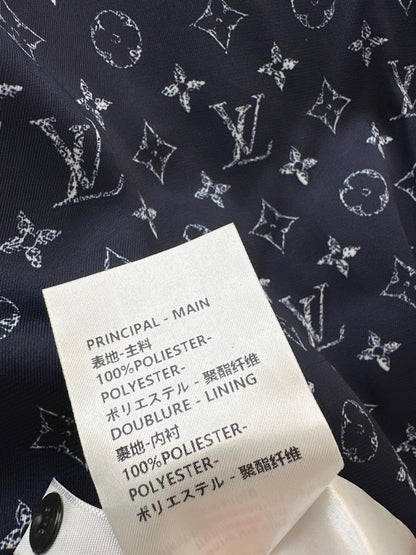 PRINCIPAL - MAIN
表地-主料
100%POLIESTER-
POLYESTER-
ポリエステル - 聚酯纤维
DOUBLURE - LINING
裏地-内衬
100%POLIESTER-
POLYESTER-
ポリエステル - 聚酯纤维